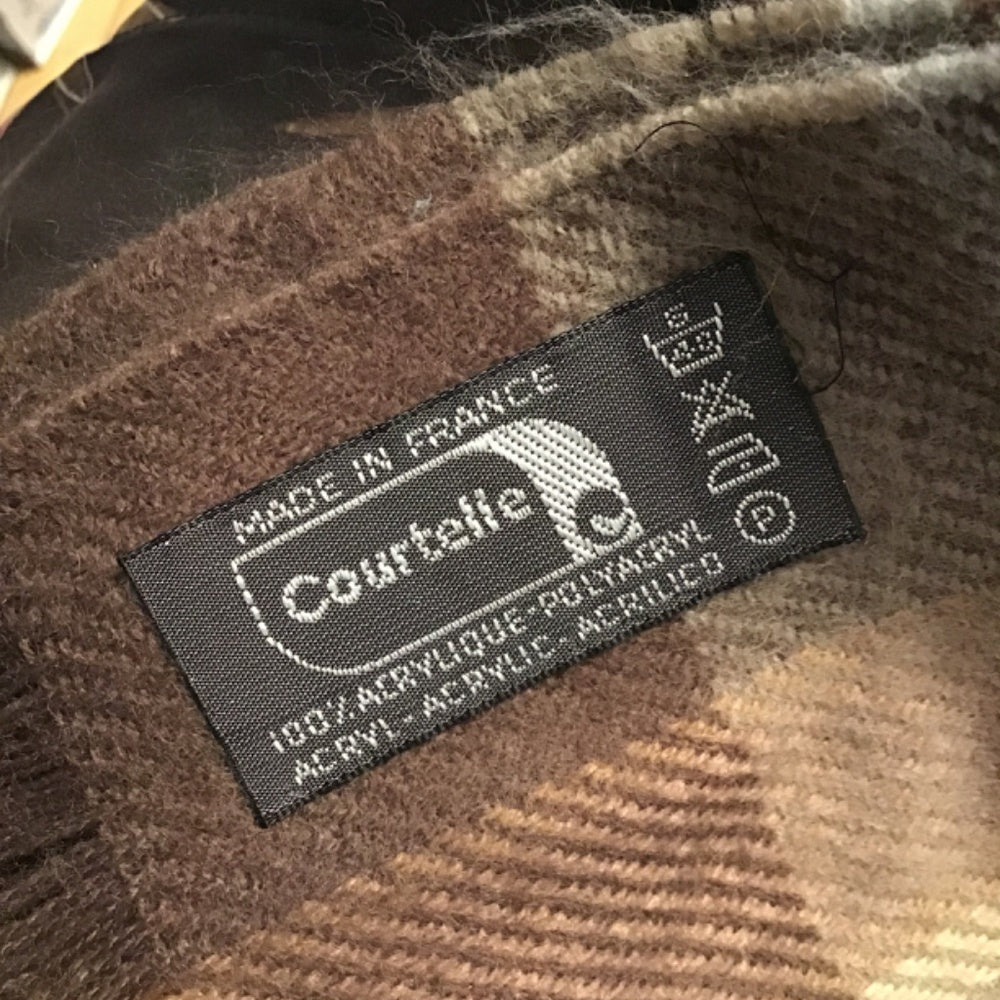 MADE IN FRANCE
Courtelle
100% ACRYLIQUE-POLYACRYL
ACRYL - ACRYLIC - ACRILICO